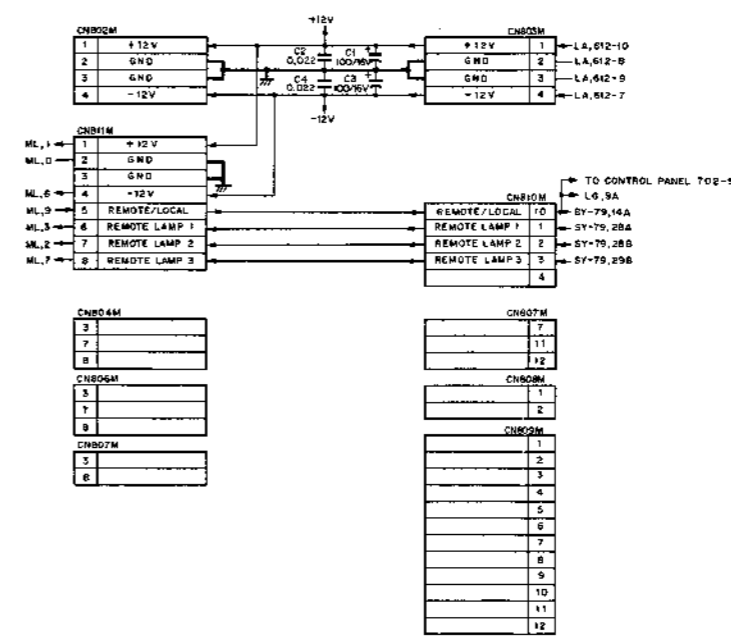 +12V
CN802M
1 +12V
2 GND
3 GND
4 -12V
C2 0.022
C1 100/16V
C4 0.022
C3 100/16V
-12V
CN803M
+12V 1 LA,612-10
GND 2 LA,612-8
GND 3 LA,612-9
-12V 4 LA,612-7
CN811M
ML,1 1 +12V
ML,0 2 GND
3 GND
ML,6 4 -12V
ML,9 5 REMOTE/LOCAL
ML,3 6 REMOTE LAMP 1
ML,2 7 REMOTE LAMP 2
ML,7 8 REMOTE LAMP 3
TO CONTROL PANEL 702-5
LG,9A
CN810M
REMOTE/LOCAL 10 SY-79,14A
REMOTE LAMP 1 1 SY-79,28A
REMOTE LAMP 2 2 SY-79,28B
REMOTE LAMP 3 3 SY-79,29B
4
CN804M
3
7
8
CN807M
7
11
12
3
8
CN808M
1
2
CN807M
3
8
CN809M
1
2
3
4
5
6
7
8
9
10
11
12